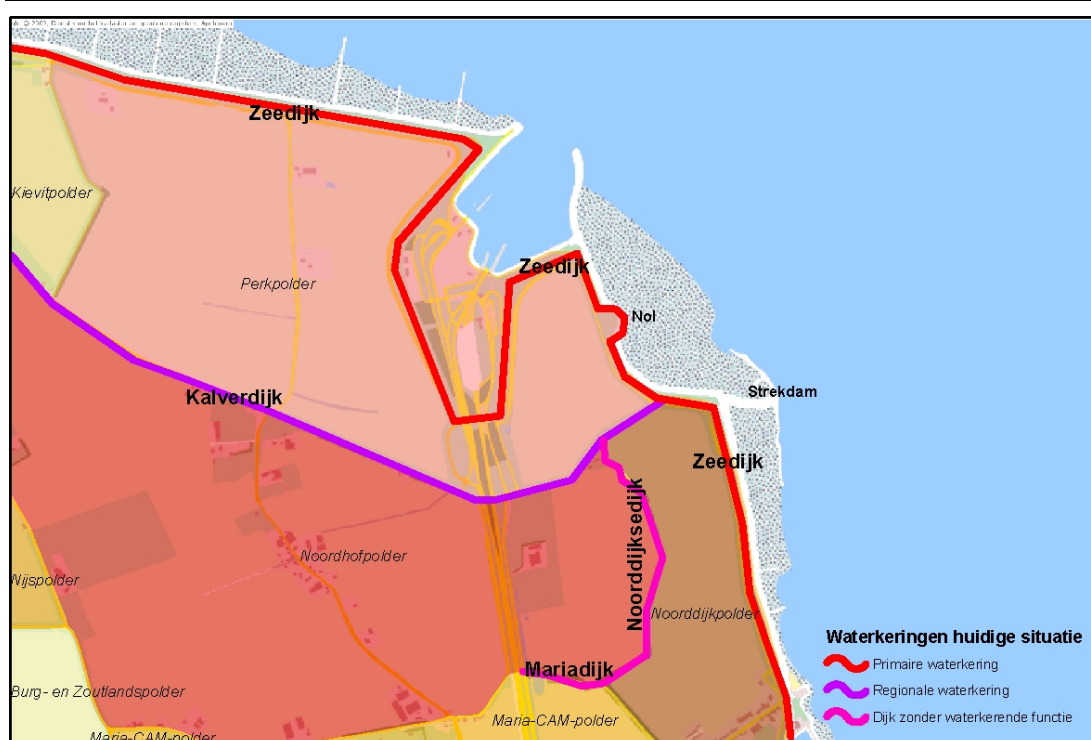 Zeedijk
Kievitpolder
Perkpolder
Zeedijk
Nol
Kalverdijk
Strekdam
Zeedijk
Noorddijksedijk
Noordhofpolder
Nijspolder
Noorddijkpolder
Mariadijk
Burg- en Zoutlandspolder
Maria-CAM-polder
Maria-CAM-polder
Waterkeringen huidige situatie
Primaire waterkering
Regionale waterkering
Dijk zonder waterkerende functie